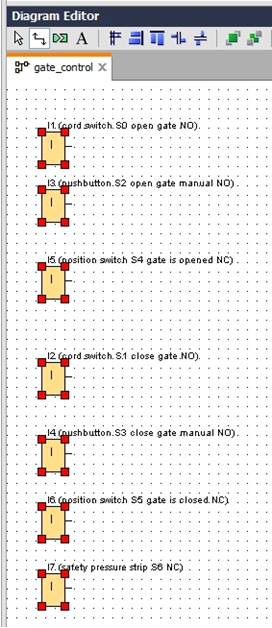 Diagram Editor
A
gate_control
I1 (cord switch S0 open gate NO)
I
I3 (pushbutton S2 open gate manual NO)
I
I5 (position switch S4 gate is opened NC)
I
I2 (cord switch S1 close gate NO)
I
I4 (pushbutton S3 close gate manual NO)
I
I6 (position switch S5 gate is closed NC)
I
I7 (safety pressure strip S6 NC)
I